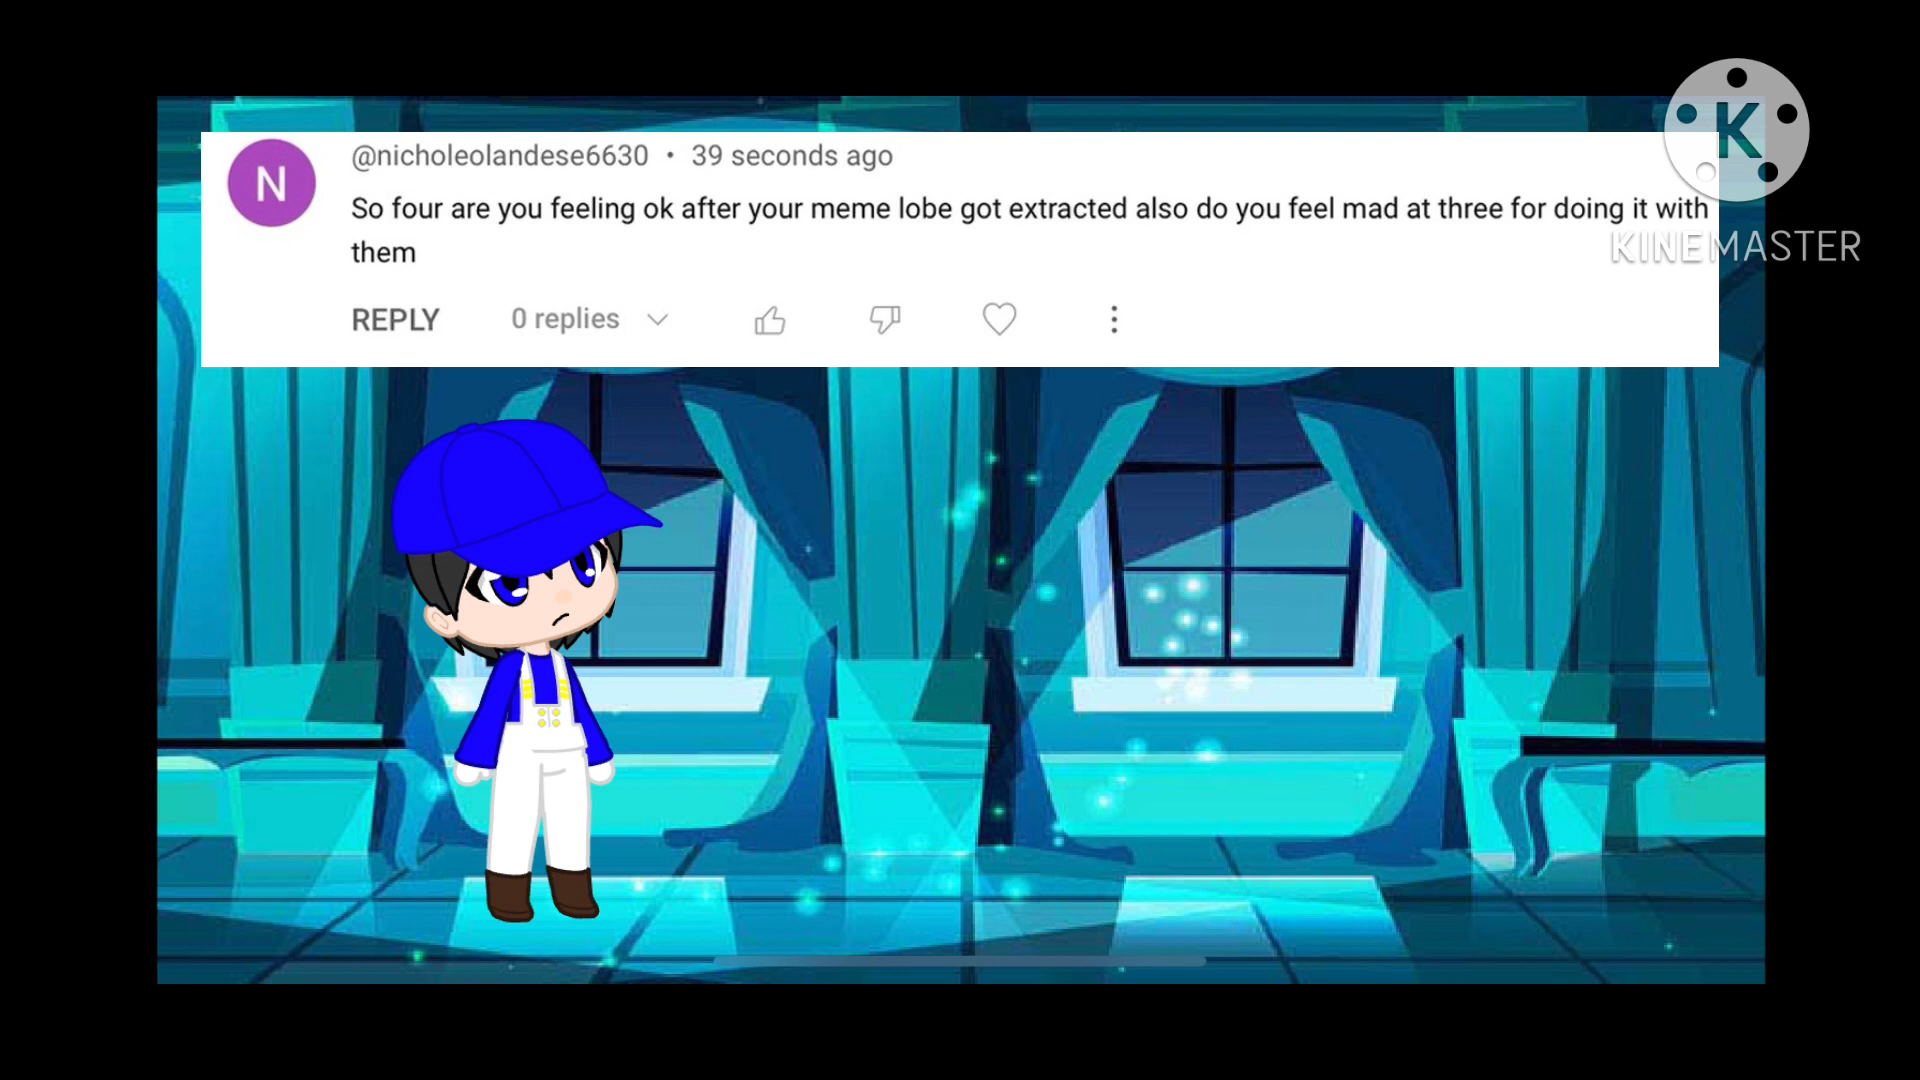 @nicholeolandese6630 • 39 seconds ago
So four are you feeling ok after your meme lobe got extracted also do you feel mad at three for doing it with
them
REPLY 0 replies
N
K
KINEMASTER